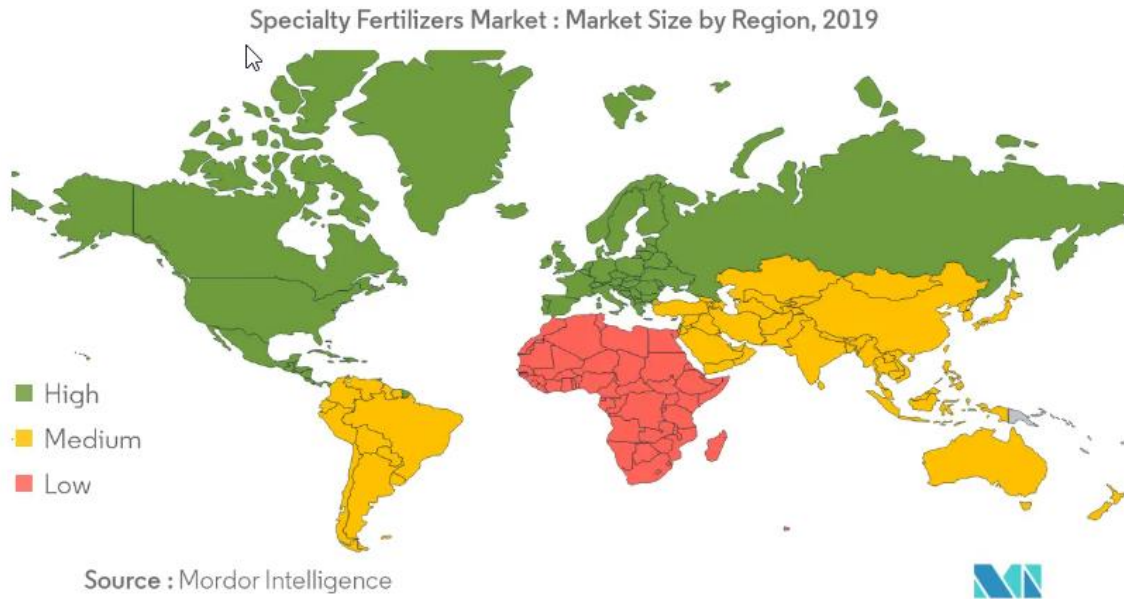 Specialty Fertilizers Market : Market Size by Region, 2019
High
Medium
Low
Source : Mordor Intelligence